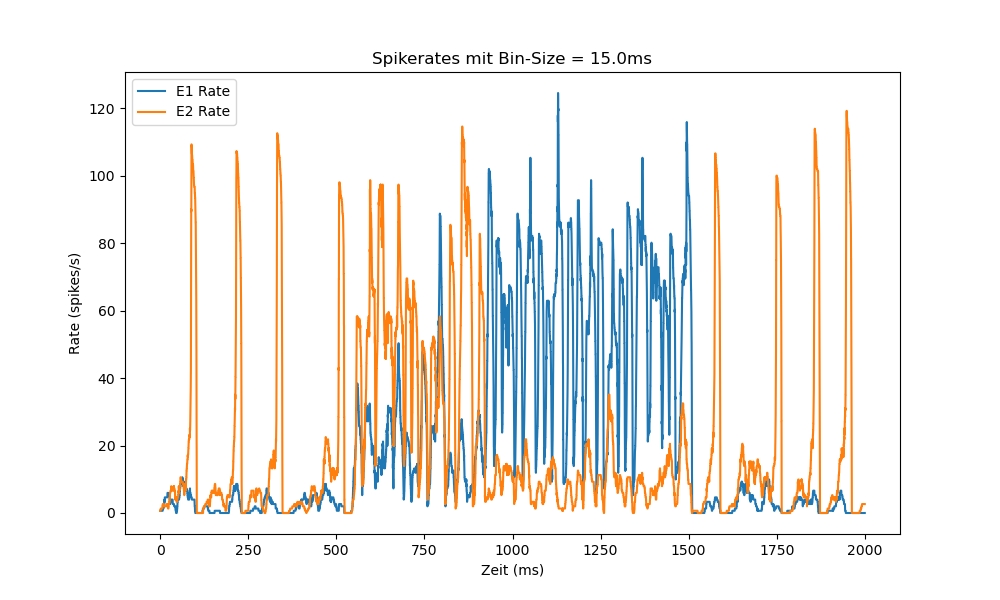 Spikerates mit Bin-Size = 15.0ms
E1 Rate
E2 Rate
120
100
80
60
40
20
0
Rate (spikes/s)
0 250 500 750 1000 1250 1500 1750 2000
Zeit (ms)